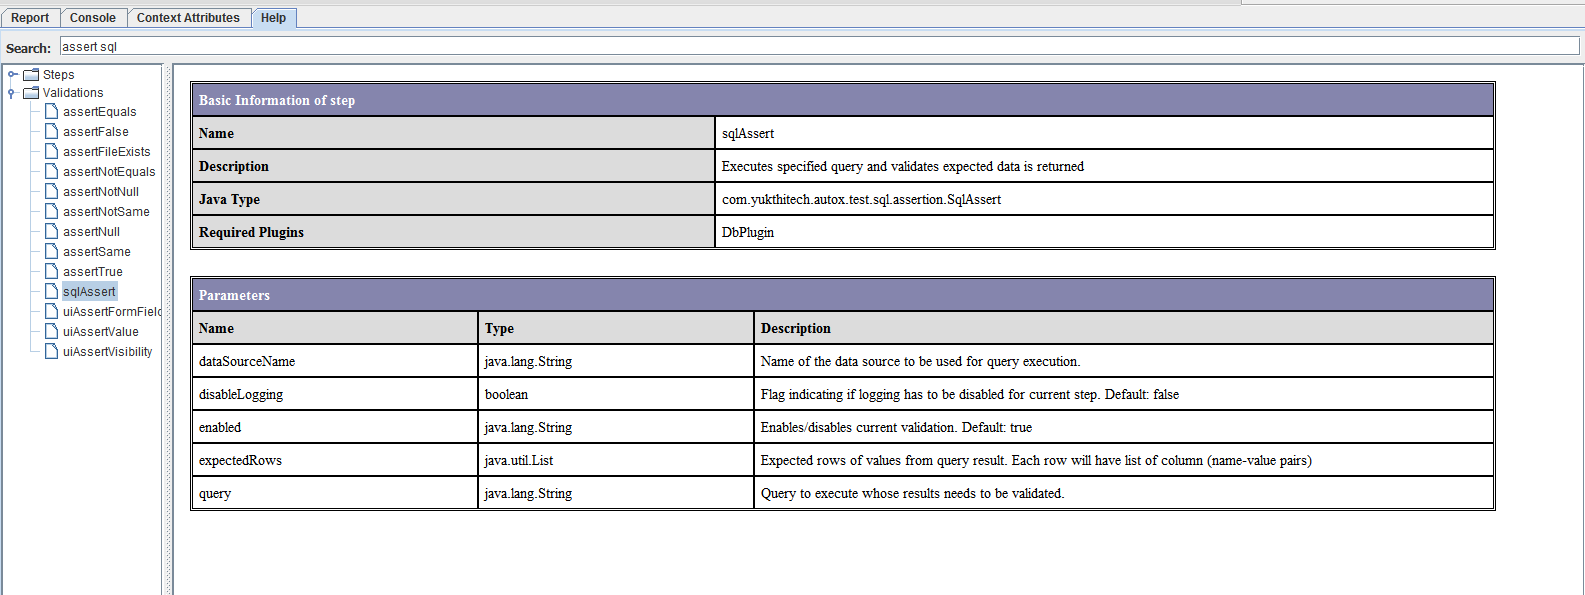 Report Console Context Attributes Help
Search: assert sql
Steps
Validations
assertEquals
assertFalse
assertFileExists
assertNotEquals
assertNotNull
assertNotSame
assertNull
assertSame
assertTrue
sqlAssert
uiAssertFormField
uiAssertValue
uiAssertVisibility
Basic Information of step
Name sqlAssert
Description Executes specified query and validates expected data is returned
Java Type com.yukthitech.autox.test.sql.assertion.SqlAssert
Required Plugins DbPlugin
Parameters
Name Type Description
dataSourceName java.lang.String Name of the data source to be used for query execution.
disableLogging boolean Flag indicating if logging has to be disabled for current step. Default: false
enabled java.lang.String Enables/disables current validation. Default: true
expectedRows java.util.List Expected rows of values from query result. Each row will have list of column (name-value pairs)
query java.lang.String Query to execute whose results needs to be validated.